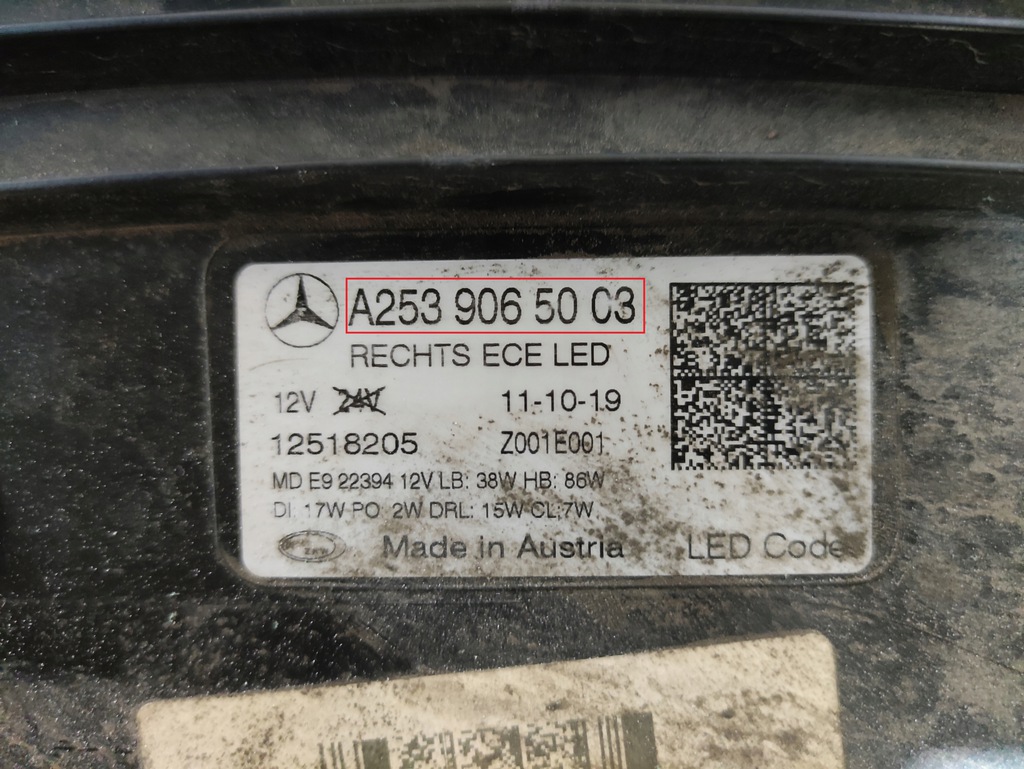 A253 906 50 C3
RECHTS ECE LED
12V 24V 11-10-19
12518205 Z001E001
MD E9 22394 12V LB: 38W HB: 86W
DI: 17W PO: 2W DRL: 15W CL:7W
Made in Austria LED Code